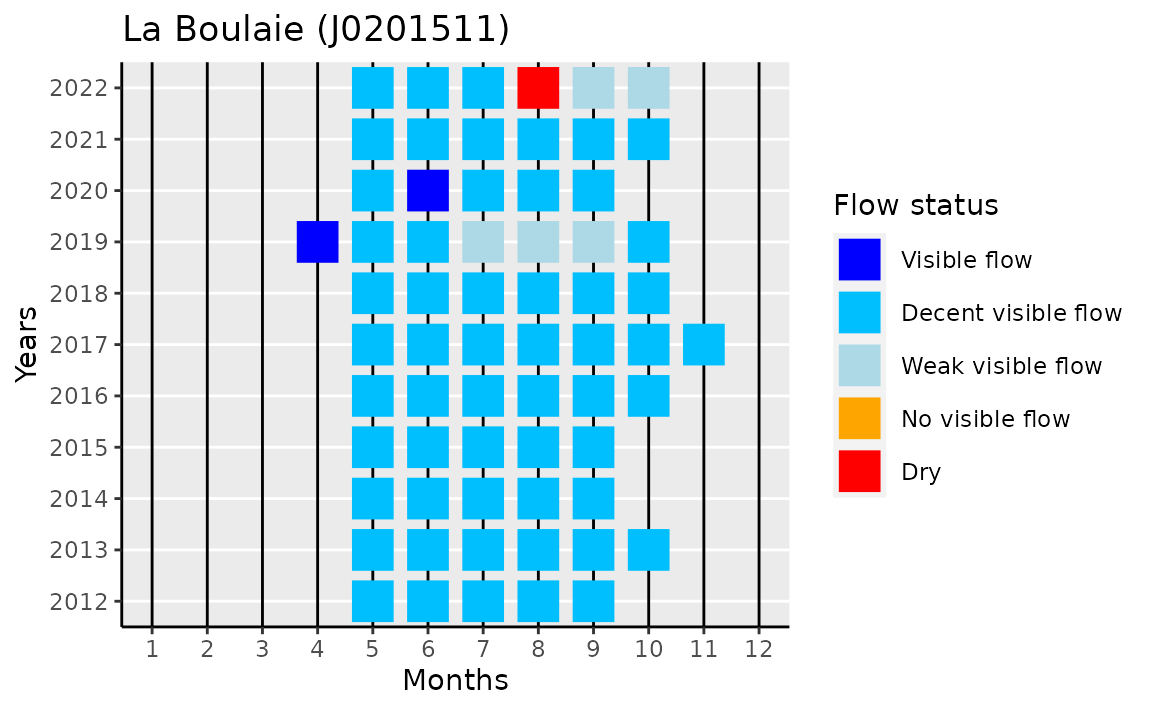 La Boulaie (J0201511)
2022
2021
2020
2019
2018
2017
2016
2015
2014
2013
2012
Years
1 2 3 4 5 6 7 8 9 10 11 12
Months
Flow status
Visible flow
Decent visible flow
Weak visible flow
No visible flow
Dry